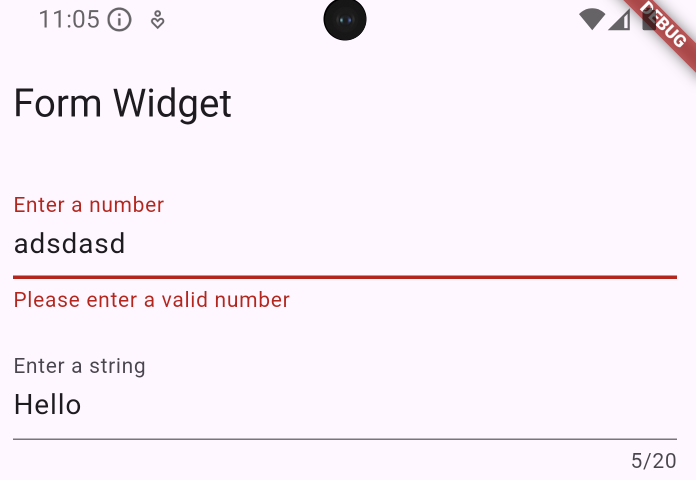 11:05
DEBUG
Form Widget
Enter a number
adsdasd
Please enter a valid number
Enter a string
Hello
5/20